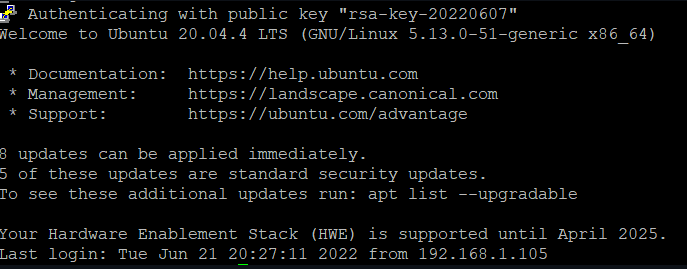 Authenticating with public key "rsa-key-20220607"
Welcome to Ubuntu 20.04.4 LTS (GNU/Linux 5.13.0-51-generic x86_64)
* Documentation:  https://help.ubuntu.com
* Management:     https://landscape.canonical.com
* Support:        https://ubuntu.com/advantage
8 updates can be applied immediately.
5 of these updates are standard security updates.
To see these additional updates run: apt list --upgradable
Your Hardware Enablement Stack (HWE) is supported until April 2025.
Last login: Tue Jun 21 20:27:11 2022 from 192.168.1.105